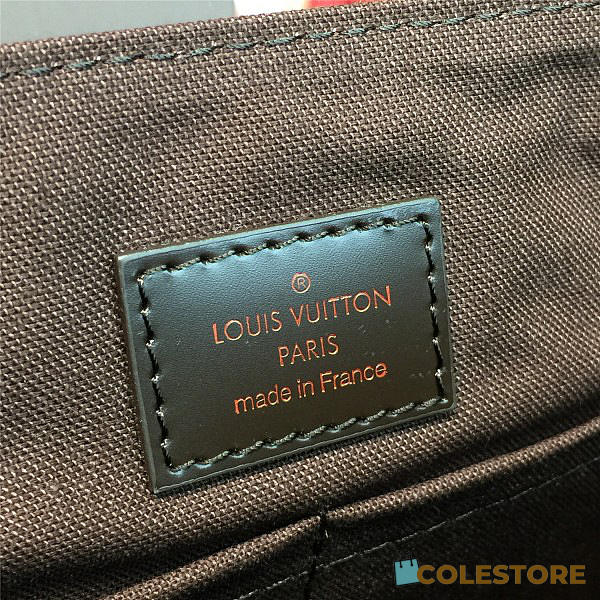 ®
LOUIS VUITTON
PARIS
made in France
COLESTORE